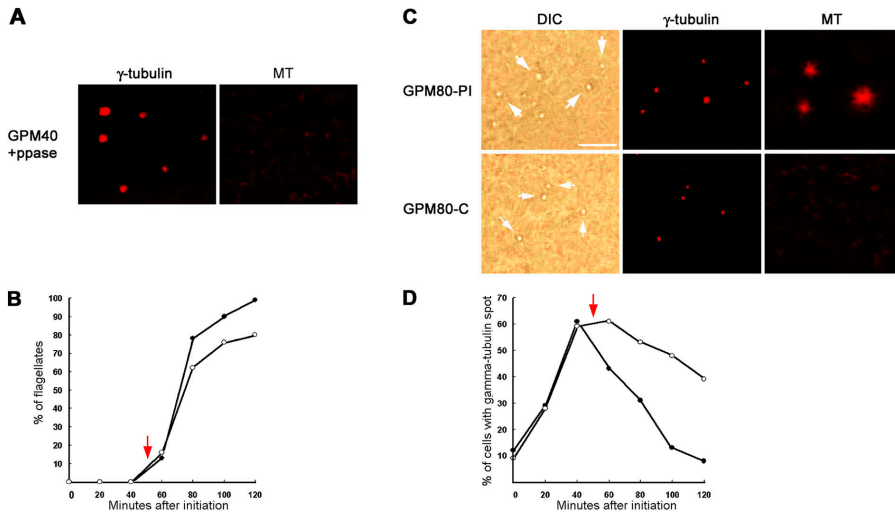 A
γ-tubulin MT
GPM40
+ppase
C
DIC γ-tubulin MT
GPM80-PI
GPM80-C
B
% of flagellates
100
90
80
70
60
50
40
30
20
10
0 20 40 60 80 100 120
Minutes after initiation
D
% of cells with gamma-tubulin spot
70
60
50
40
30
20
10
0 20 40 60 80 100 120
Minutes after initiation